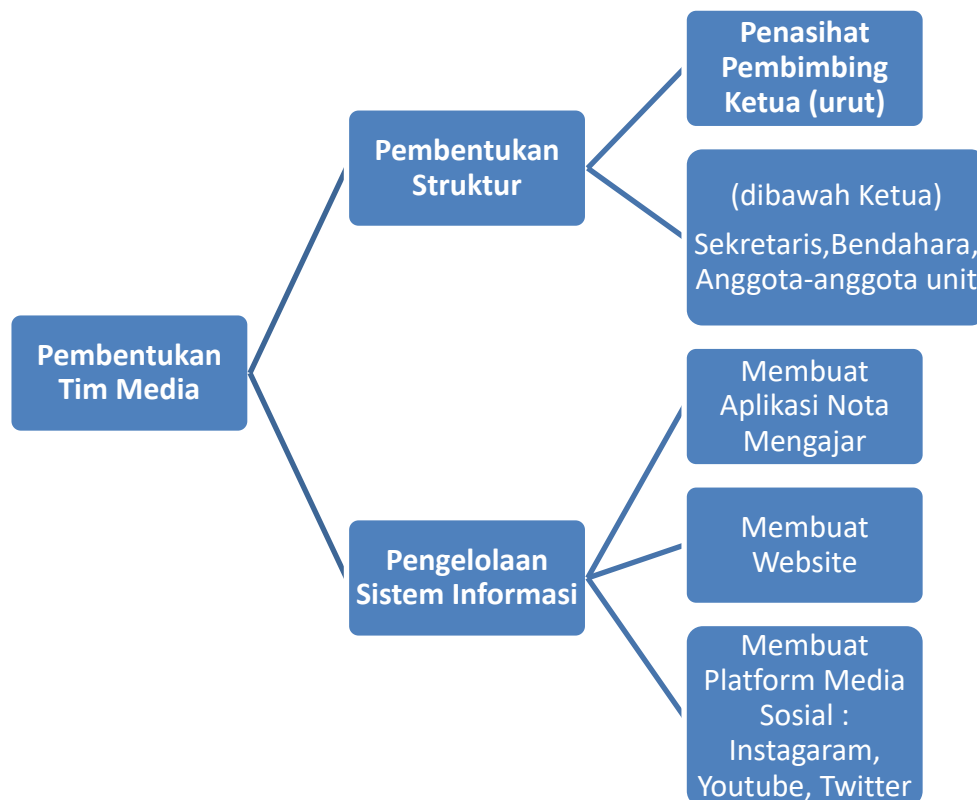 Penasihat
Pembimbing
Ketua (urut)
Pembentukan
Struktur
(dibawah Ketua)
Sekretaris,Bendahara,
Anggota-anggota unit
Pembentukan
Tim Media
Membuat
Aplikasi Nota
Mengajar
Pengelolaan
Sistem Informasi
Membuat
Website
Membuat
Platform Media
Sosial :
Instagaram,
Youtube, Twitter